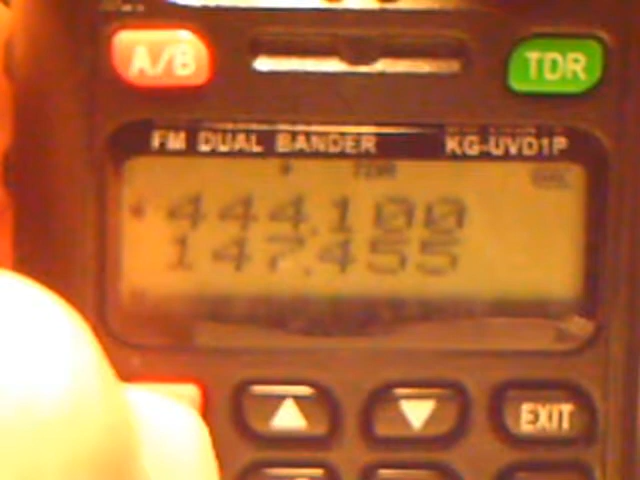 A/B TDR
FM DUAL BANDER KG-UVD1P
TDR
444.100
147.455
EXIT